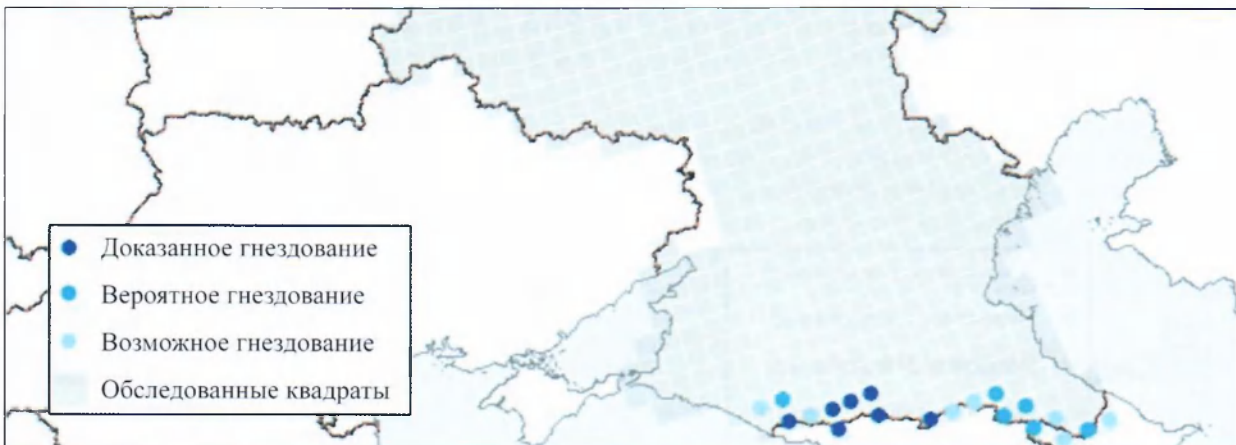 Доказанное гнездование
Вероятное гнездование
Возможное гнездование
Обследованные квадраты